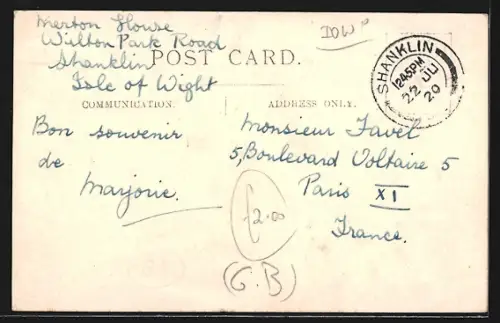 Merton House
Wilton Park Road
Shanklin
Isle of Wight
IOW
POST CARD.
SHANKLIN
12 45 PM
22 JU
20
COMMUNICATION.
ADDRESS ONLY.
Bon souvenir
de
Marjorie.
Monsieur Favel
5, Boulevard Voltaire 5
Paris XI
France.
£2.00
(G.B)